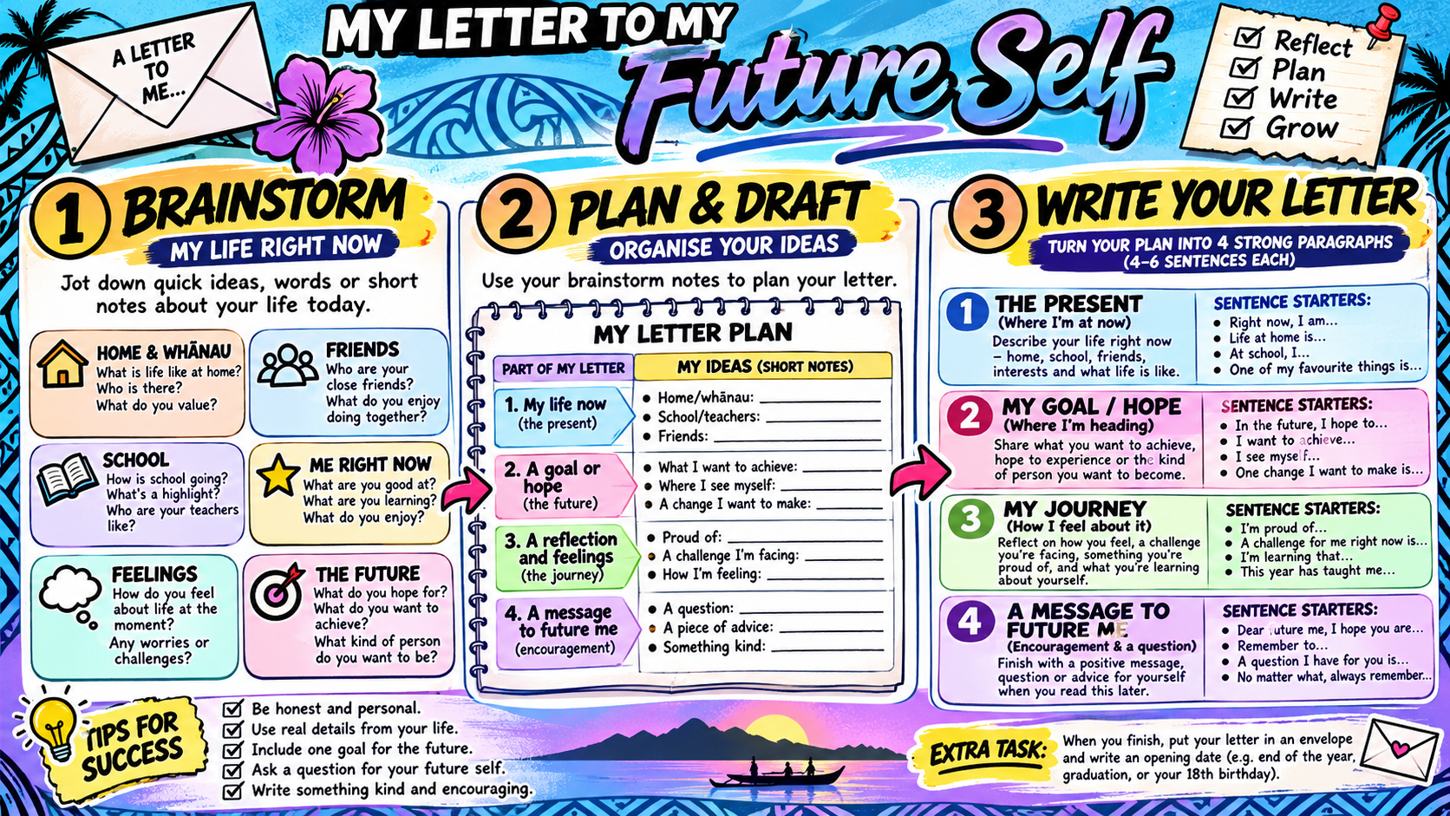 A LETTER
TO
ME...
MY LETTER TO MY
Future Self
Reflect
Plan
Write
Grow
1 BRAINSTORM
MY LIFE RIGHT NOW
Jot down quick ideas, words or short
notes about your life today.
HOME & WHĀNAU
What is life like at home?
Who is there?
What do you value?
FRIENDS
Who are your
close friends?
What do you enjoy
doing together?
SCHOOL
How is school going?
What's a highlight?
Who are your teachers
like?
ME RIGHT NOW
What are you good at?
What are you learning?
What do you enjoy?
FEELINGS
How do you feel
about life at the
moment?
Any worries or
challenges?
THE FUTURE
What do you hope for?
What do you want to
achieve?
What kind of person
do you want to be?
2 PLAN & DRAFT
ORGANISE YOUR IDEAS
Use your brainstorm notes to plan your letter.
MY LETTER PLAN
PART OF MY LETTER
MY IDEAS (SHORT NOTES)
1. My life now
(the present)
• Home/whānau:
• School/teachers:
• Friends:
2. A goal or
hope
(the future)
• What I want to achieve:
• Where I see myself:
• A change I want to make:
3. A reflection
and feelings
(the journey)
• Proud of:
• A challenge I'm facing:
• How I'm feeling:
4. A message
to future me
(encouragement)
• A question:
• A piece of advice:
• Something kind:
3 WRITE YOUR LETTER
TURN YOUR PLAN INTO 4 STRONG PARAGRAPHS
(4–6 SENTENCES EACH)
1 THE PRESENT
(Where I'm at now)
Describe your life right now
– home, school, friends,
interests and what life is like.
SENTENCE STARTERS:
• Right now, I am...
• Life at home is...
• At school, I...
• One of my favourite things is...
2 MY GOAL / HOPE
(Where I'm heading)
Share what you want to achieve,
hope to experience or the kind
of person you want to become.
SENTENCE STARTERS:
• In the future, I hope to...
• I want to achieve...
• I see myself...
• One change I want to make is...
3 MY JOURNEY
(How I feel about it)
Reflect on how you feel, a challenge
you're facing, something you're
proud of, and what you're learning
about yourself.
SENTENCE STARTERS:
• I'm proud of...
• A challenge for me right now is...
• I'm learning that...
• This year has taught me...
4 A MESSAGE TO
FUTURE ME
(Encouragement & a question)
Finish with a positive message,
question or advice for yourself
when you read this later.
SENTENCE STARTERS:
• Dear future me, I hope you are...
• Remember to...
• A question I have for you is...
• No matter what, always remember...
TIPS FOR
SUCCESS
Be honest and personal.
Use real details from your life.
Include one goal for the future.
Ask a question for your future self.
Write something kind and encouraging.
EXTRA TASK:
When you finish, put your letter in an envelope
and write an opening date (e.g. end of the year,
graduation, or your 18th birthday).